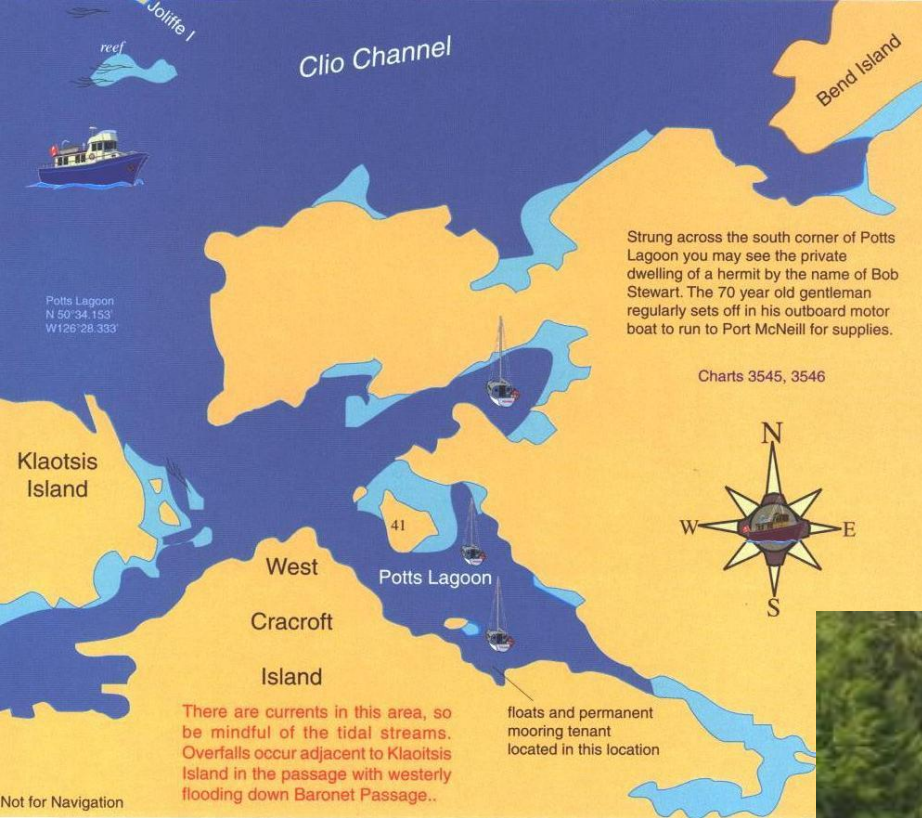 Joliffe I
reef
Clio Channel
Bend Island
Strung across the south corner of Potts
Lagoon you may see the private
dwelling of a hermit by the name of Bob
Stewart. The 70 year old gentleman
regularly sets off in his outboard motor
boat to run to Port McNeill for supplies.
Potts Lagoon
N 50°34.153'
W126°28.333'
Charts 3545, 3546
N
W
E
S
Klaotsis
Island
41
West
Cracroft
Island
Potts Lagoon
There are currents in this area, so
be mindful of the tidal streams.
Overfalls occur adjacent to Klaoitsis
Island in the passage with westerly
flooding down Baronet Passage..
floats and permanent
mooring tenant
located in this location
Not for Navigation